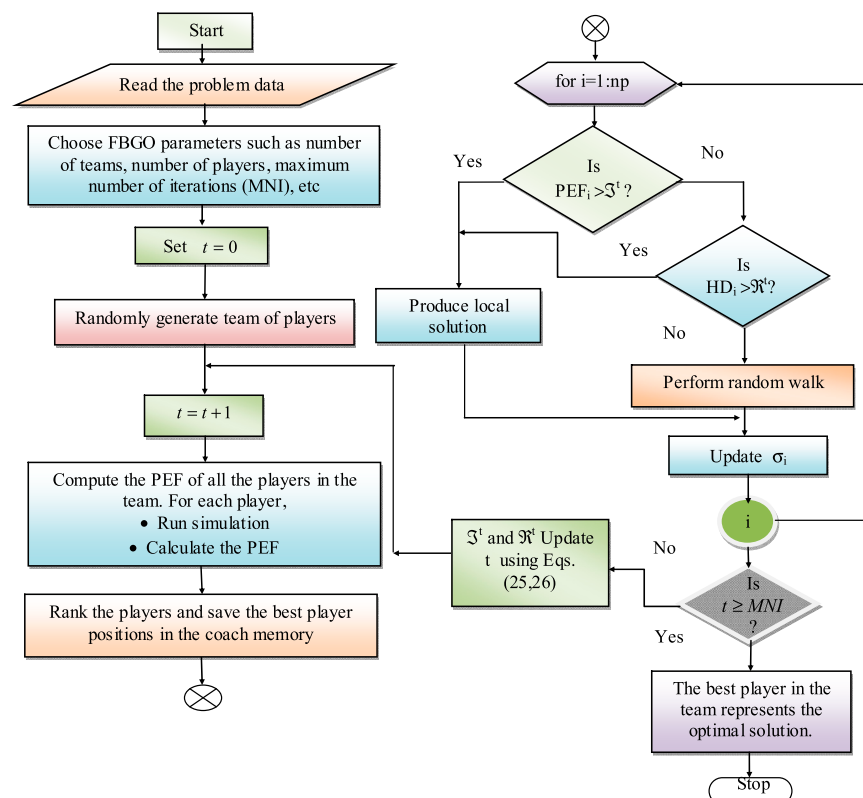 Start
Read the problem data
Choose FBGO parameters such as number
of teams, number of players, maximum
number of iterations (MNI), etc
Set t = 0
Randomly generate team of players
t = t + 1
Compute the PEF of all the players in the
team. For each player,
• Run simulation
• Calculate the PEF
Rank the players and save the best player
positions in the coach memory
for i=1:np
Is
PEFᵢ >ℑᵗ ?
Yes
No
Is
HDᵢ >ℜᵗ?
Yes
No
Produce local
solution
Perform random walk
Update σᵢ
i
Is
t ≥ MNI
?
No
Yes
ℑᵗ and ℜᵗ Update
t using Eqs.
(25,26)
The best player in the
team represents the
optimal solution.
Stop